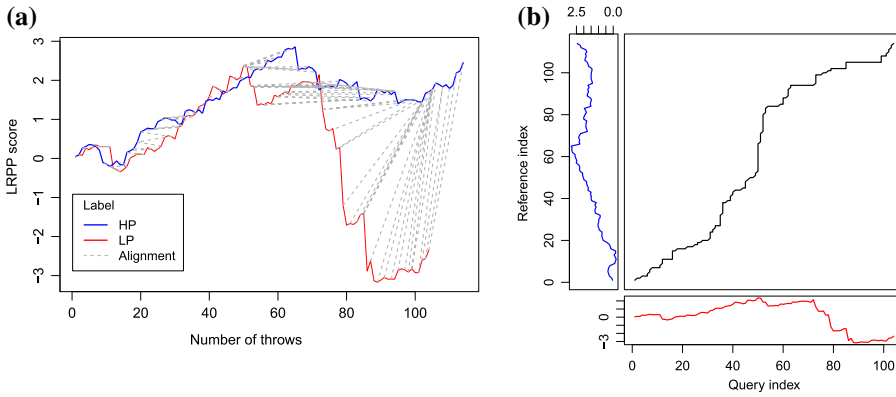 (a)
3
2
1
0
−1
−2
−3
LRPP score
Label
HP
LP
Alignment
0 20 40 60 80 100
Number of throws
(b)
2.5 0.0
0 20 40 60 80 100
Reference index
0
−3
0 20 40 60 80 100
Query index